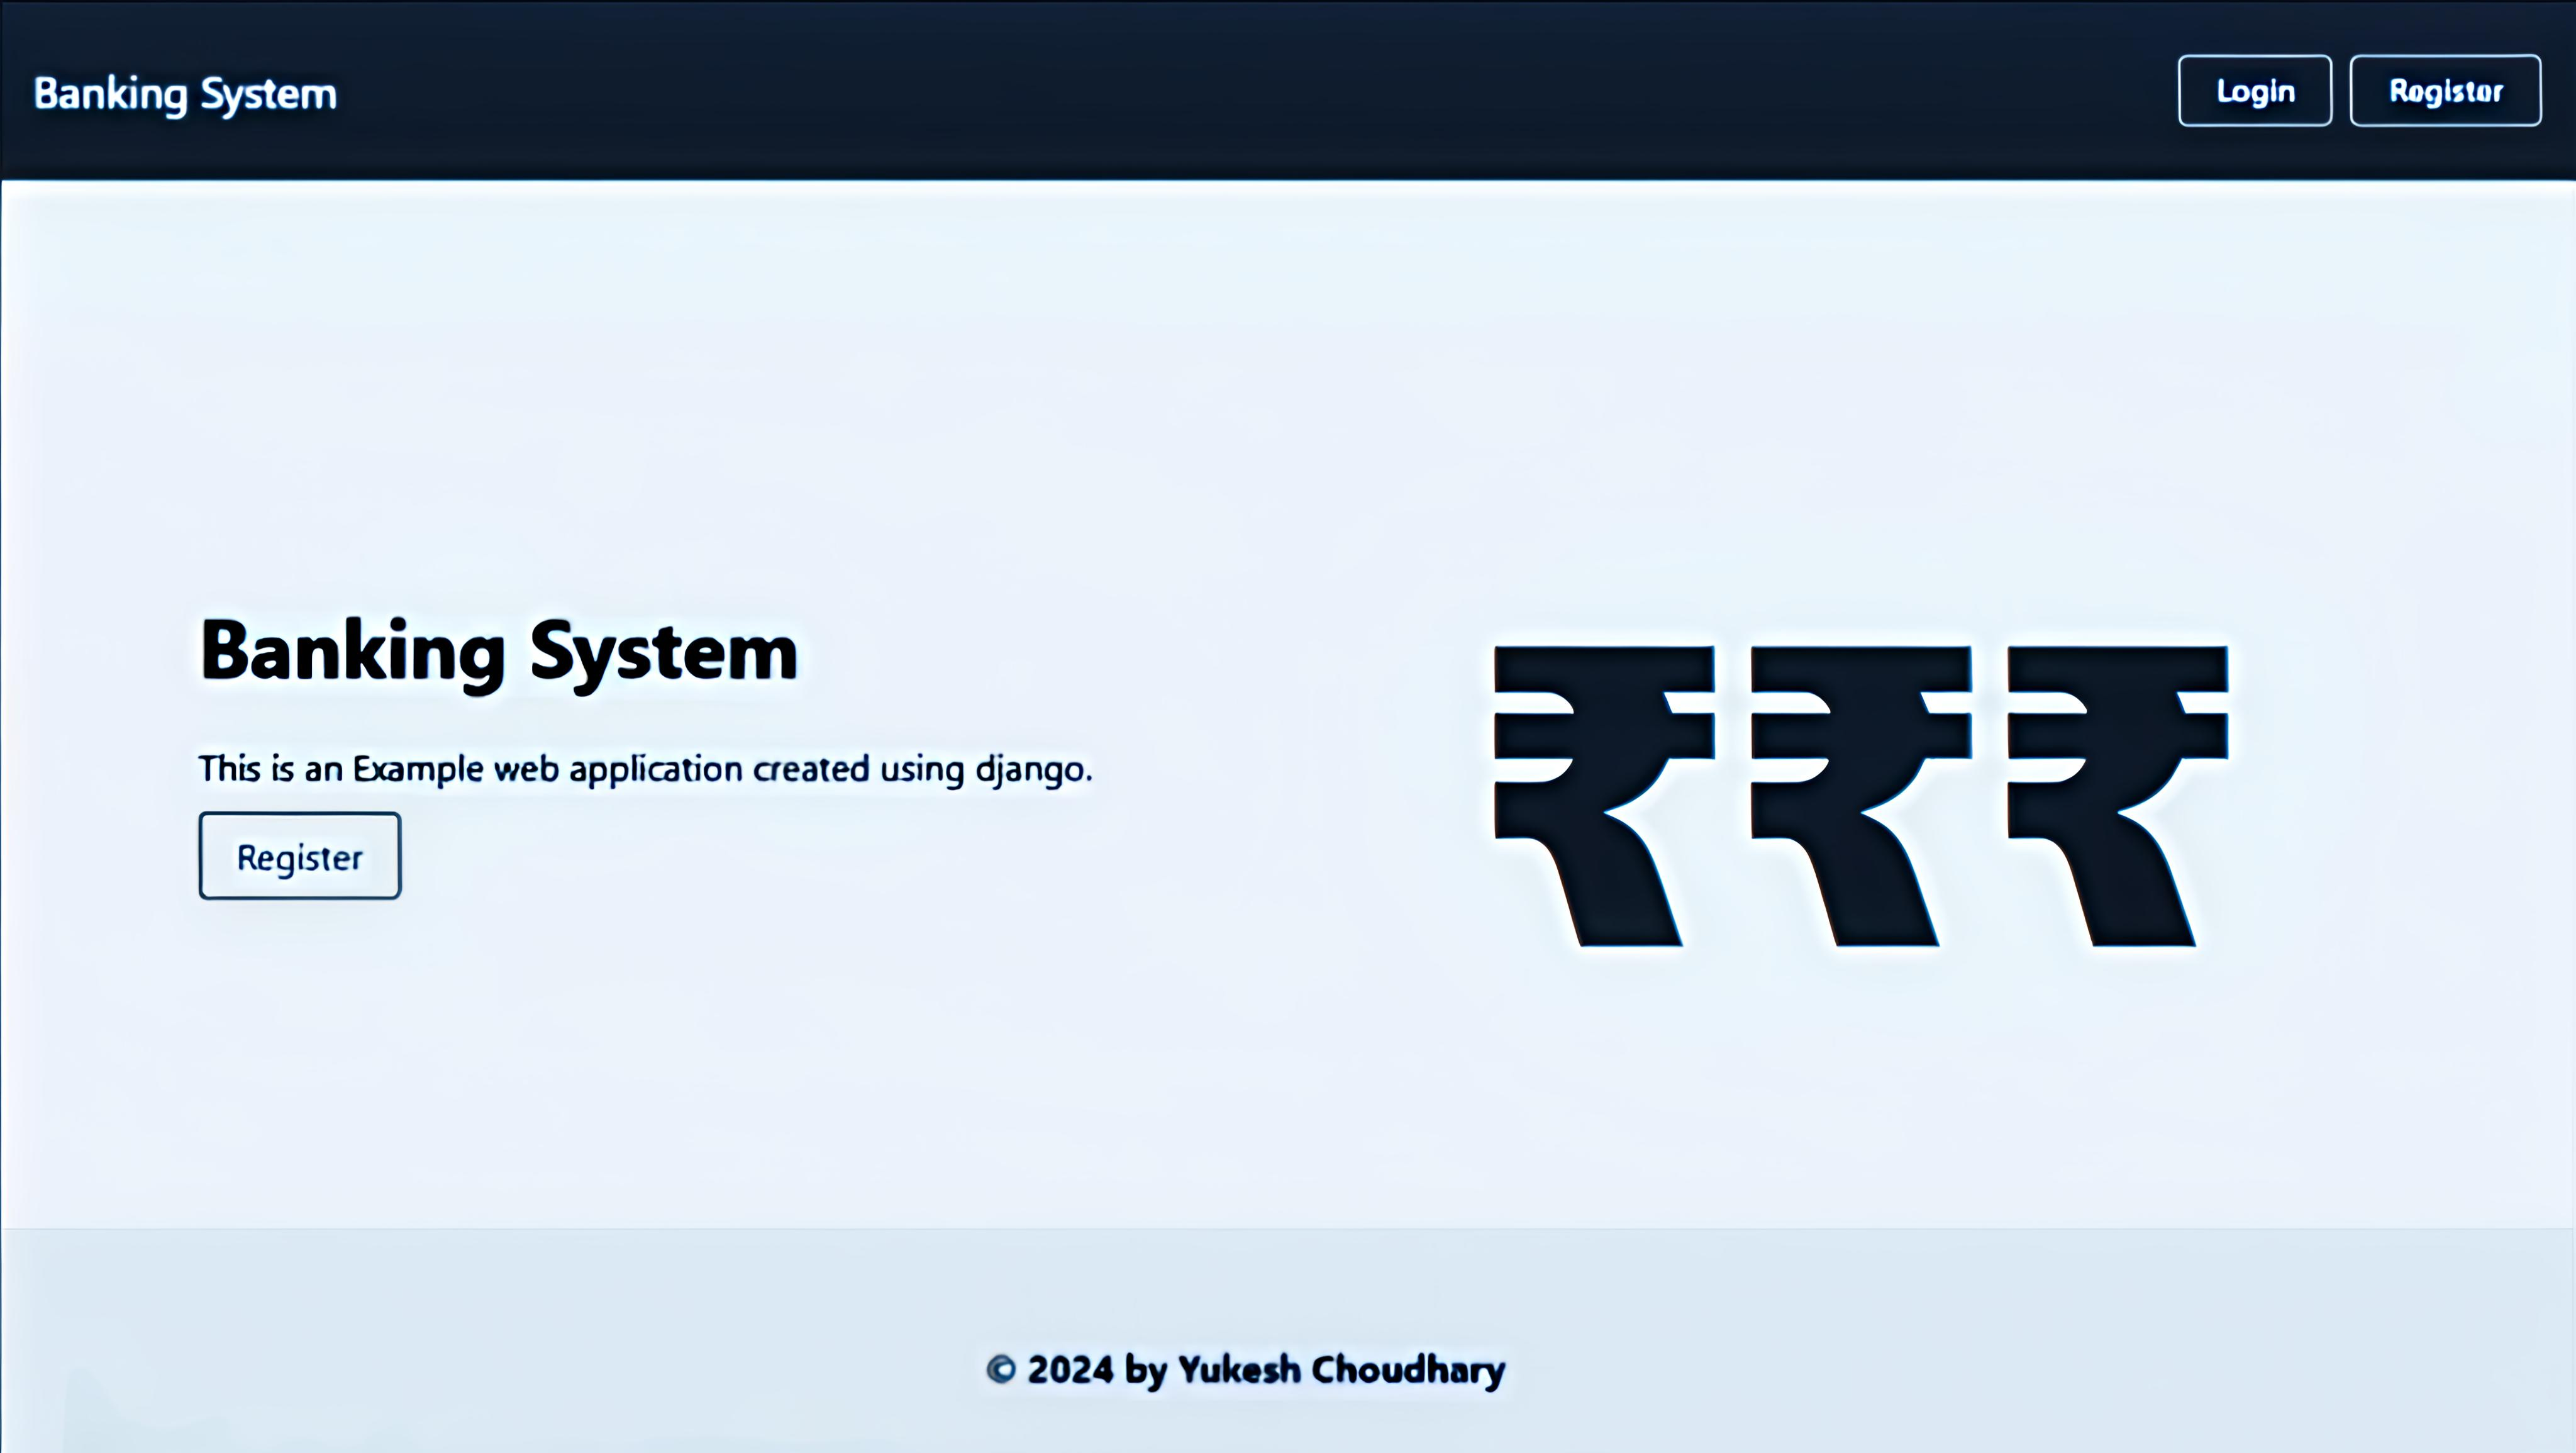 Banking System
Login
Register
Banking System
This is an Example web application created using django.
Register
₹₹₹
© 2024 by Yukesh Choudhary